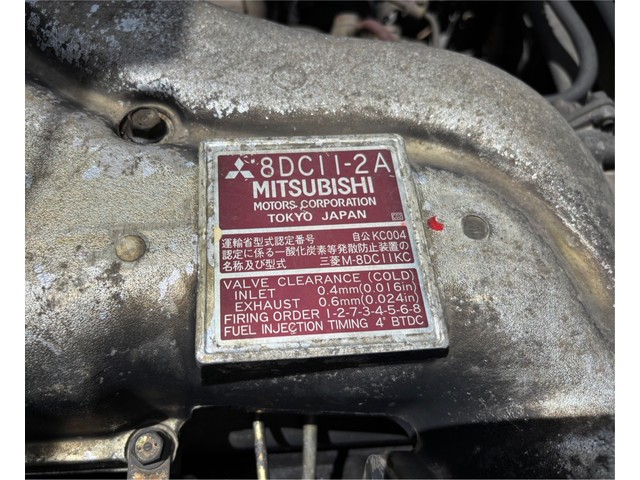 8DC11-2A
MITSUBISHI
MOTORS CORPORATION
TOKYO JAPAN
運輸省型式認定番号 自公KC004
認定に係る一酸化炭素等発散防止装置の
名称及び型式 三菱M-8DC11KC
VALVE CLEARANCE (COLD)
INLET 0.4mm(0.016in)
EXHAUST 0.6mm(0.024in)
FIRING ORDER 1-2-7-3-4-5-6-8
FUEL INJECTION TIMING 4° BTDC